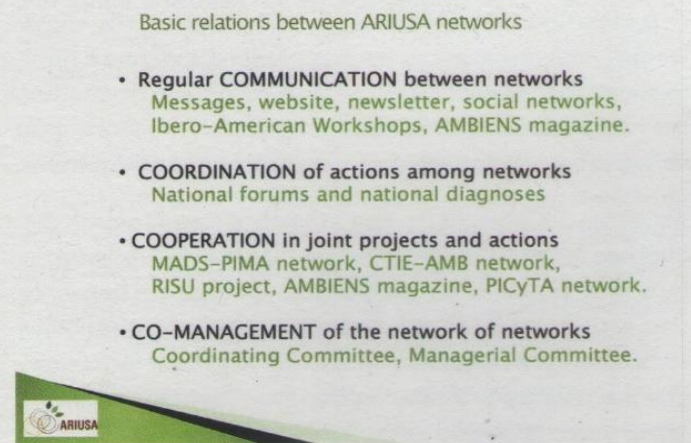 Basic relations between ARIUSA networks
• Regular COMMUNICATION between networks
Messages, website, newsletter, social networks,
Ibero-American Workshops, AMBIENS magazine.
• COORDINATION of actions among networks
National forums and national diagnoses
• COOPERATION in joint projects and actions
MADS-PIMA network, CTIE-AMB network,
RISU project, AMBIENS magazine, PICyTA network.
• CO-MANAGEMENT of the network of networks
Coordinating Committee, Managerial Committee.
ARIUSA